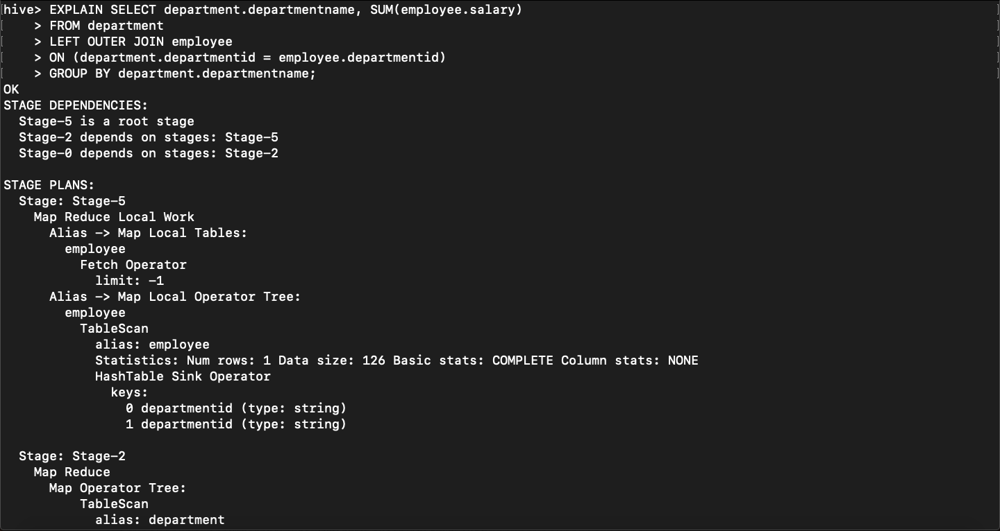 hive> EXPLAIN SELECT department.departmentname, SUM(employee.salary)
    > FROM department
    > LEFT OUTER JOIN employee
    > ON (department.departmentid = employee.departmentid)
    > GROUP BY department.departmentname;
OK
STAGE DEPENDENCIES:
  Stage-5 is a root stage
  Stage-2 depends on stages: Stage-5
  Stage-0 depends on stages: Stage-2

STAGE PLANS:
  Stage: Stage-5
    Map Reduce Local Work
      Alias -> Map Local Tables:
        employee
          Fetch Operator
            limit: -1
      Alias -> Map Local Operator Tree:
        employee
          TableScan
            alias: employee
            Statistics: Num rows: 1 Data size: 126 Basic stats: COMPLETE Column stats: NONE
            HashTable Sink Operator
              keys:
                0 departmentid (type: string)
                1 departmentid (type: string)

  Stage: Stage-2
    Map Reduce
      Map Operator Tree:
          TableScan
            alias: department